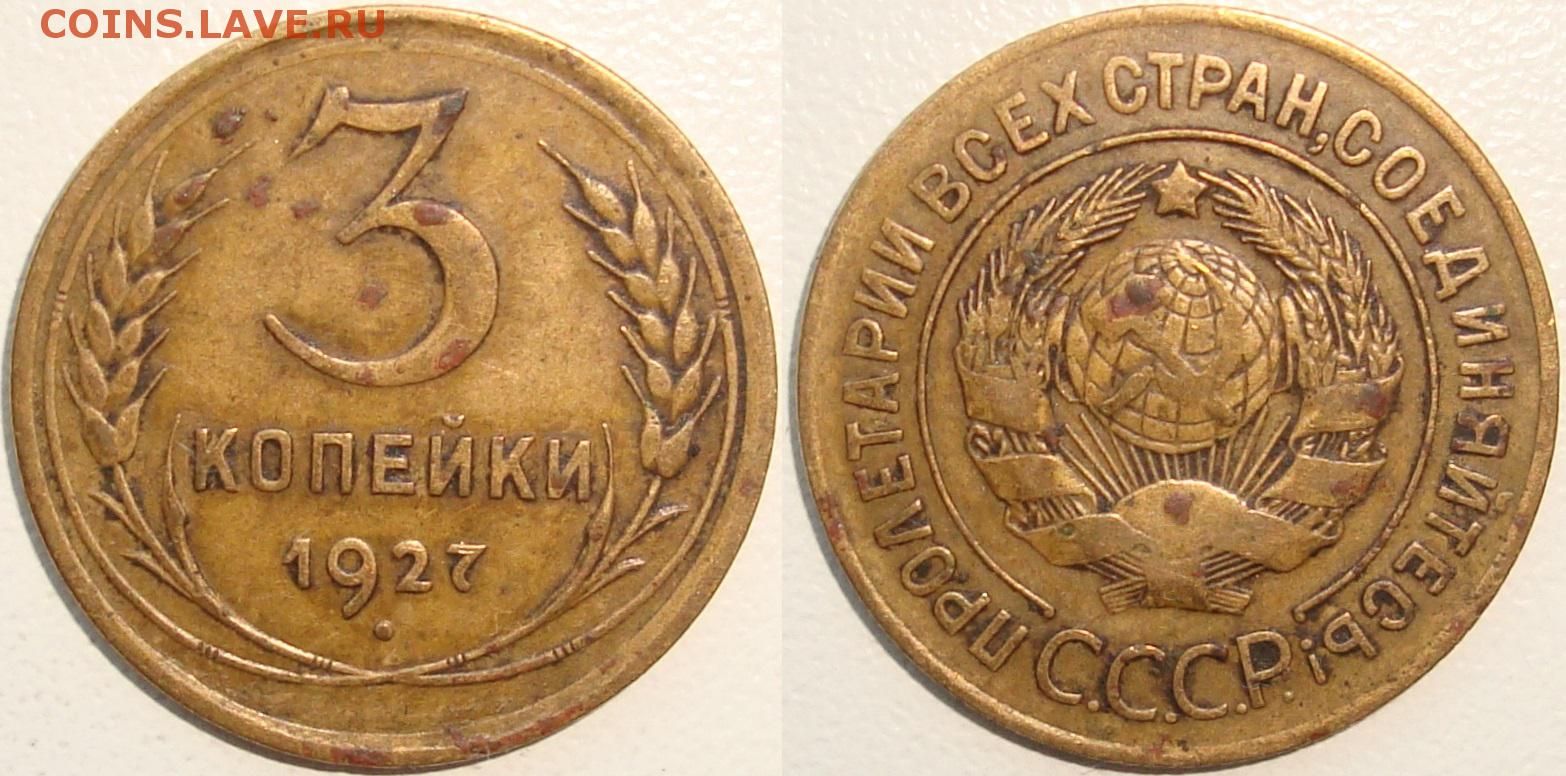 COINS.LAVE.RU
3
КОПЕЙКИ
1927
ПРОЛЕТАРИИ ВСЕХ СТРАН, СОЕДИНЯЙТЕСЬ!
С.С.С.Р.